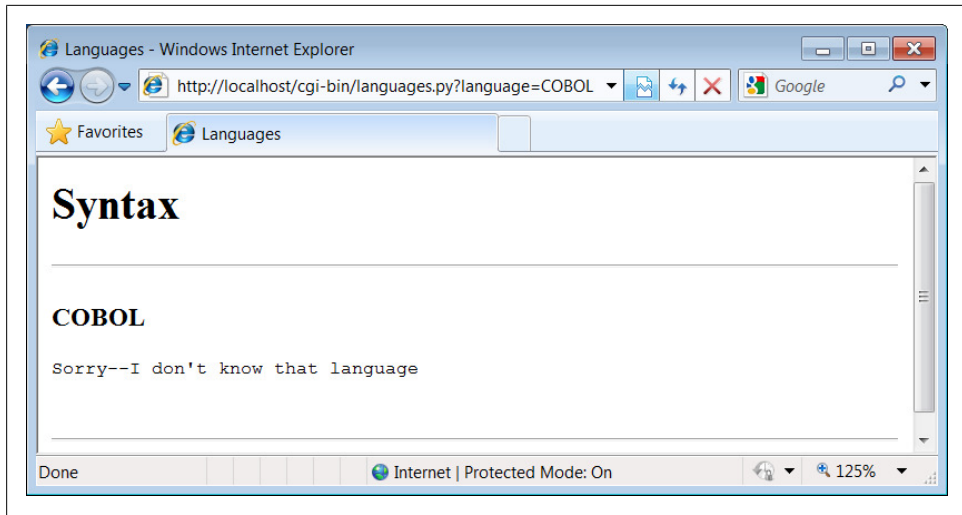 Languages - Windows Internet Explorer
http://localhost/cgi-bin/languages.py?language=COBOL
Google
Favorites
Languages
Syntax
COBOL
Sorry--I don't know that language
Done
Internet | Protected Mode: On
125%